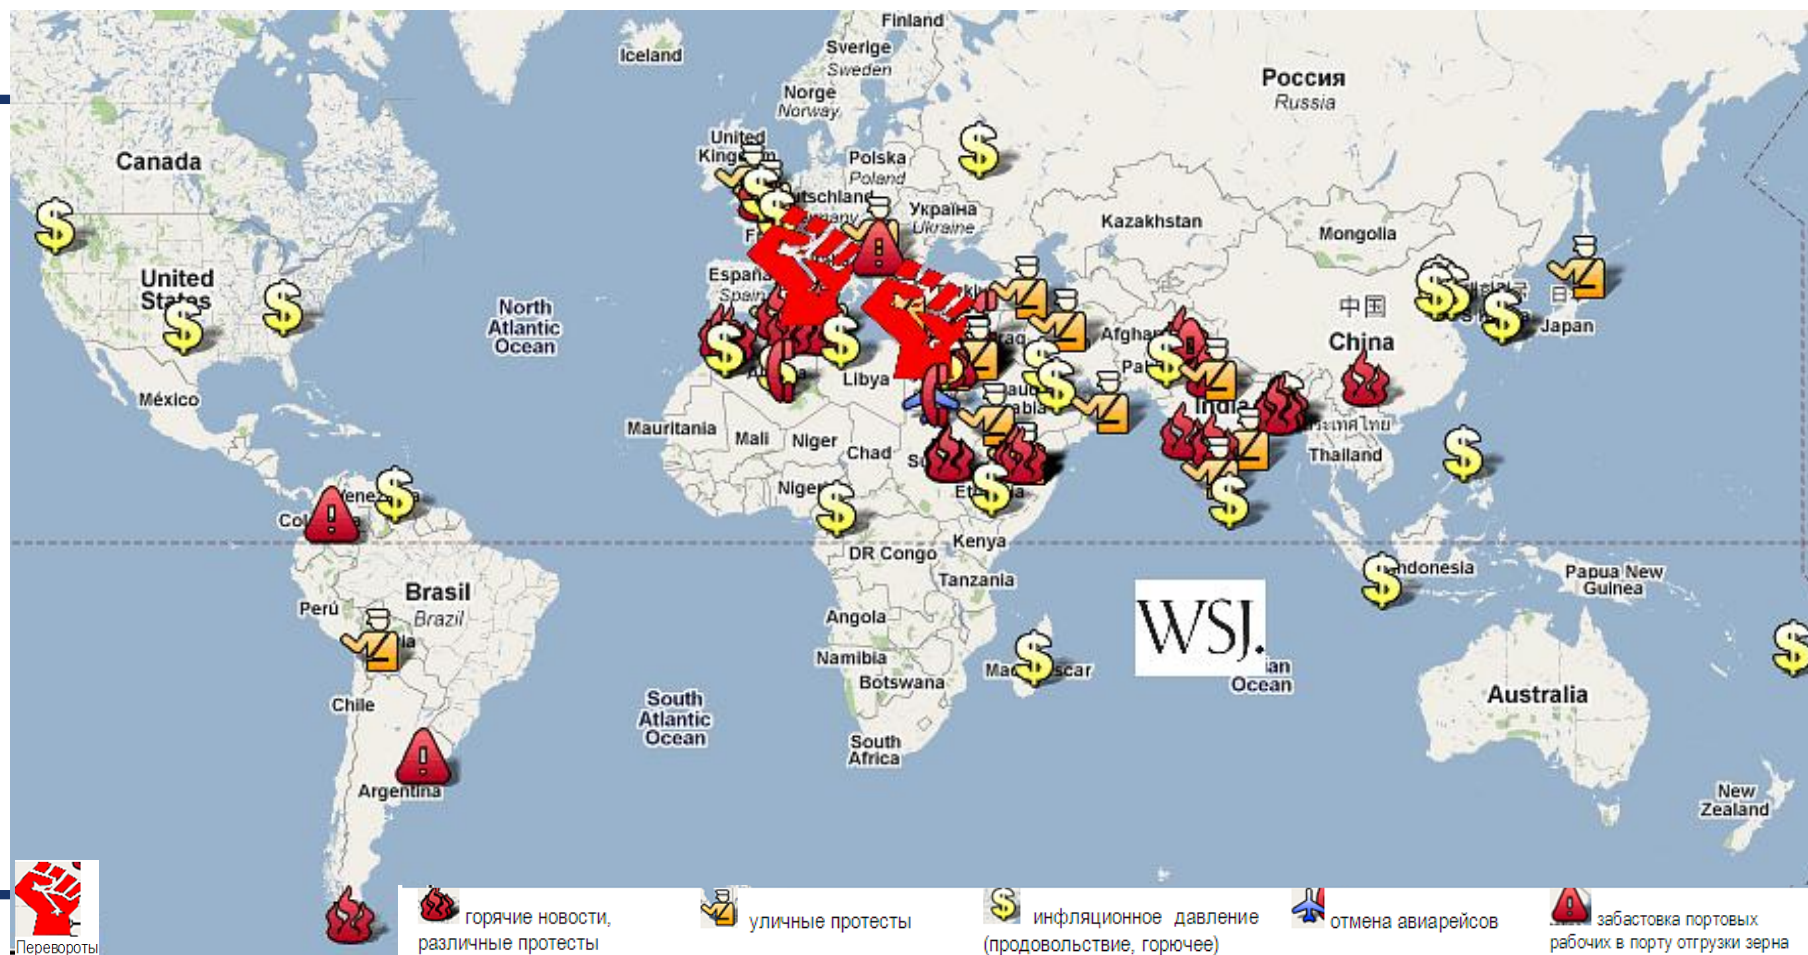 Finland
Iceland
Sverige
Sweden
Россия
Russia
Norge
Norway
United
Polska
Poland
Canada
Україна
Ukraine
Kazakhstan
Mongolia
United
States
España
Spain
North
Atlantic
Ocean
中国
China
Japan
México
Libya
Mauritania
Mali
Niger
Chad
India
Thailand
DR Congo
Kenya
Tanzania
Brasil
Brazil
Perú
Papua New
Guinea
Angola
Namibia
Botswana
WSJ.
Ocean
Australia
Chile
South
Atlantic
Ocean
South
Africa
Argentina
New
Zealand
Перевороты
горячие новости,
различные протесты
уличные протесты
инфляционное давление
(продовольствие, горючее)
отмена авиарейсов
забастовка портовых
рабочих в порту отгрузки зерна